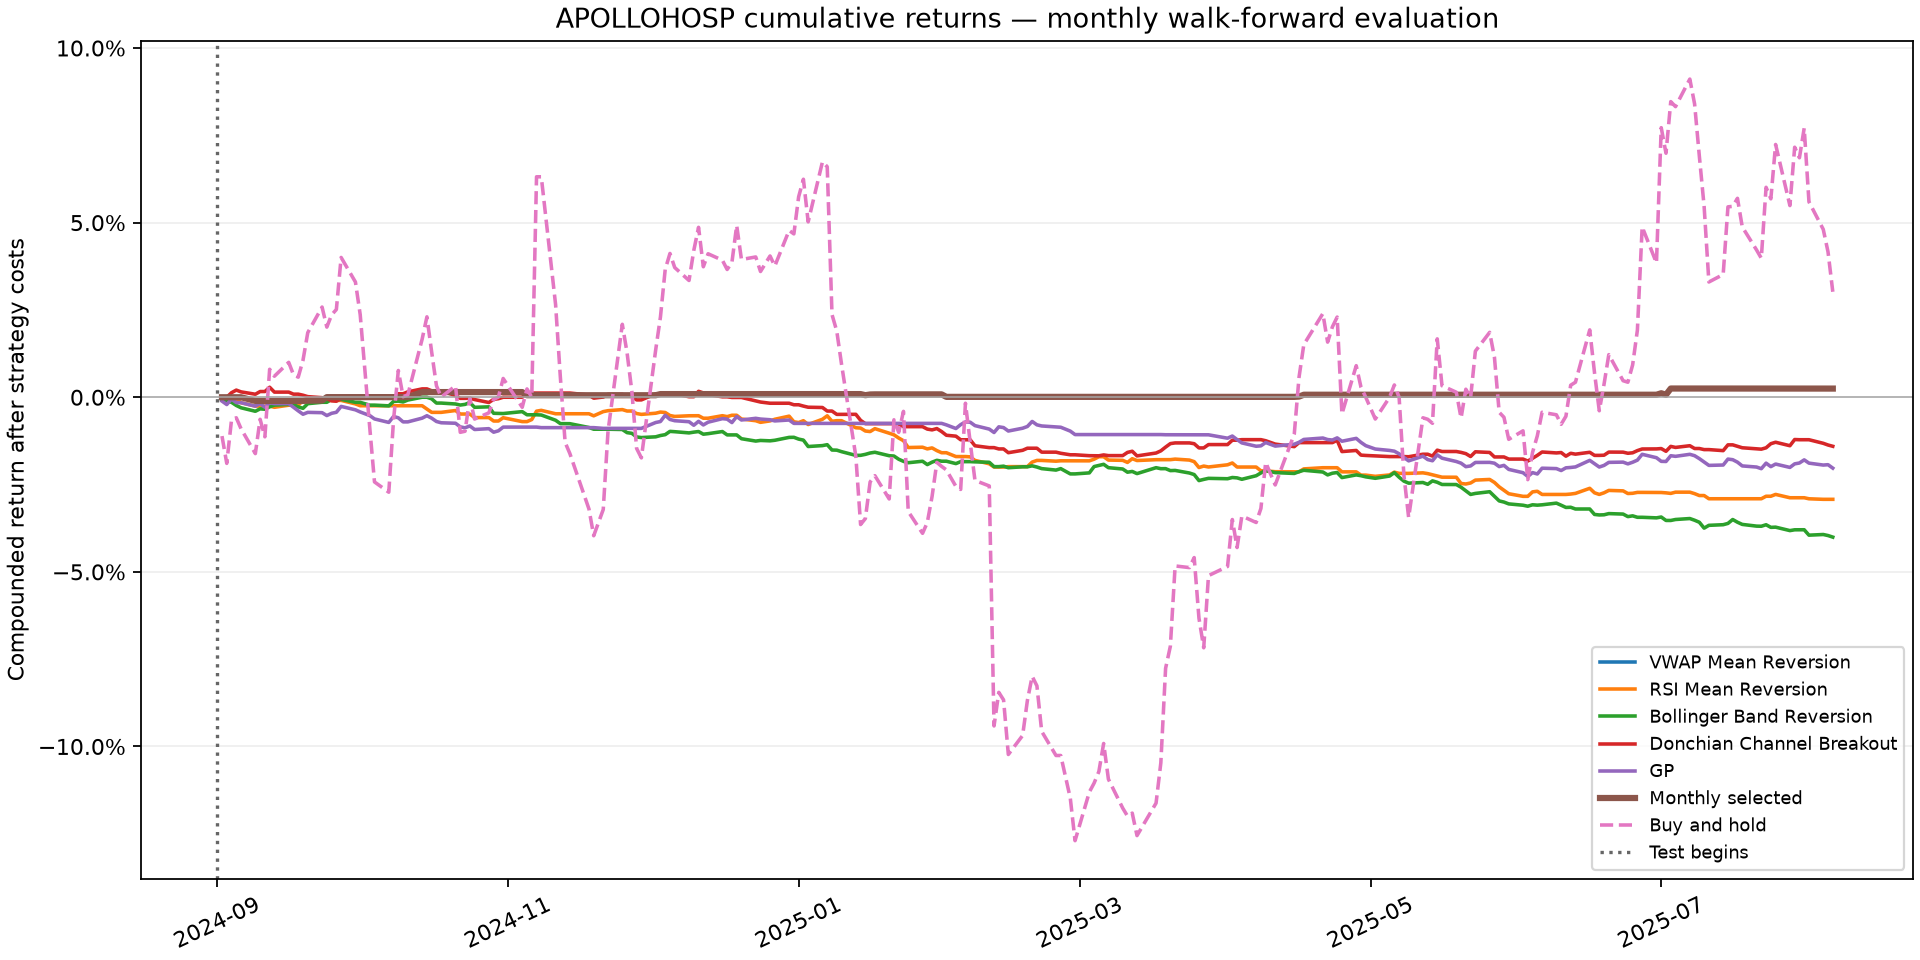 APOLLOHOSP cumulative returns — monthly walk-forward evaluation
Compounded return after strategy costs
10.0%
5.0%
0.0%
−5.0%
−10.0%
2024-09
2024-11
2025-01
2025-03
2025-05
2025-07
VWAP Mean Reversion
RSI Mean Reversion
Bollinger Band Reversion
Donchian Channel Breakout
GP
Monthly selected
Buy and hold
Test begins